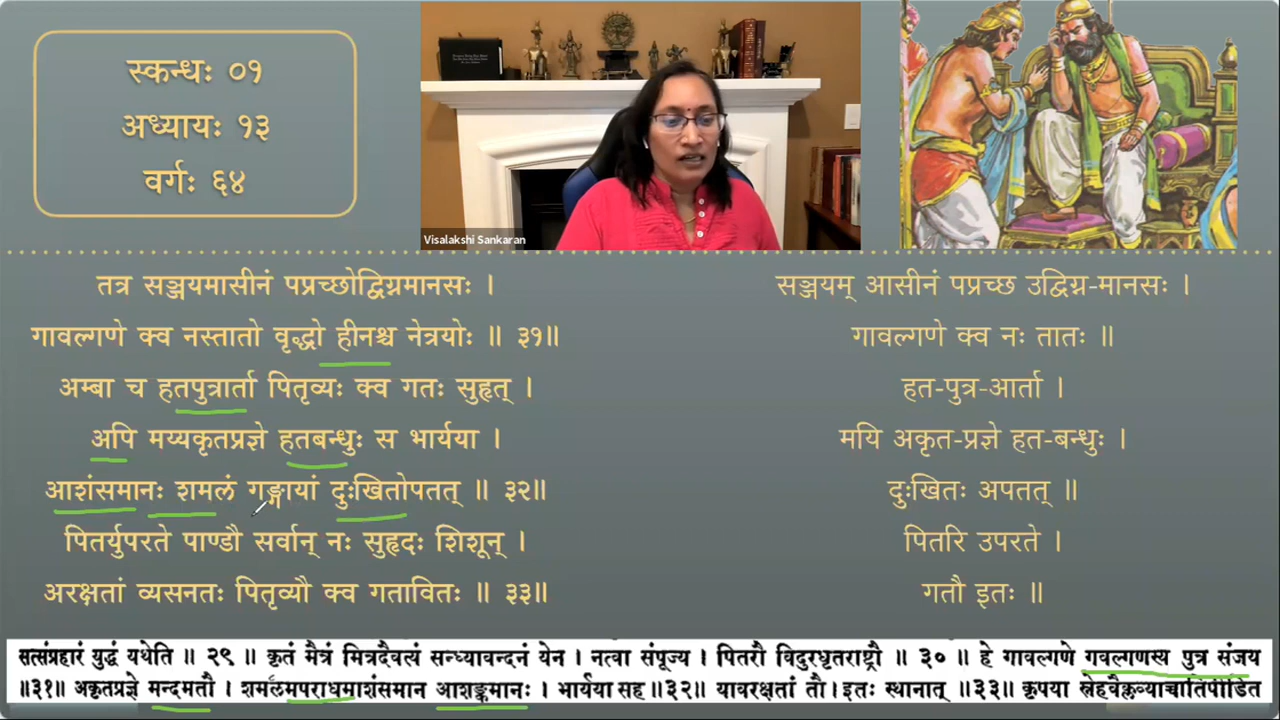 स्कन्धः ०१
अध्यायः १३
वर्गः ६४
Visalakshi Sankaran
तत्र सञ्जयमासीनं पप्रच्छोद्विग्नमानसः ।
सञ्जयम् आसीनं पप्रच्छ उद्विग्न-मानसः ।
गावल्गणे क्व नस्तातो वृद्धो हीनश्च नेत्रयोः ॥ ३१॥
गावल्गणे क्व नः तातः ॥
अम्बा च हतपुत्रार्ता पितृव्यः क्व गतः सुहृत् ।
हत-पुत्र-आर्ता ।
अपि मय्यकृतप्रज्ञे हतबन्धुः स भार्यया ।
मयि अकृत-प्रज्ञे हत-बन्धुः ।
आशंसमानः शमलं गङ्गायां दुःखितोपतत् ॥ ३२॥
दुःखितः अपतत् ॥
पितर्युपरते पाण्डौ सर्वान् नः सुहृदः शिशून् ।
पितरि उपरते ।
अरक्षतां व्यसनतः पितृव्यौ क्व गतावितः ॥ ३३॥
गतौ इतः ॥
सत्संप्रहारं युद्धं यथेति ॥ २९ ॥ कृतं मैत्रं मित्रदैवत्यं सन्ध्यावन्दनं येन । नत्वा संपूज्य । पितरौ विदुरधृतराष्ट्रौ ॥ ३० ॥ हे गावल्गणे गवल्गणस्य पुत्र संजय
॥३१॥ अकृतप्रज्ञे मन्दमतौ । शमलमपराधमाशंसमान आशङ्कमानः । भार्यया सह ॥३२॥ यावरक्षतां तौ । इतः स्थानात् ॥३३॥ कृपया स्नेहवैक्लव्याच्चातिपीडित